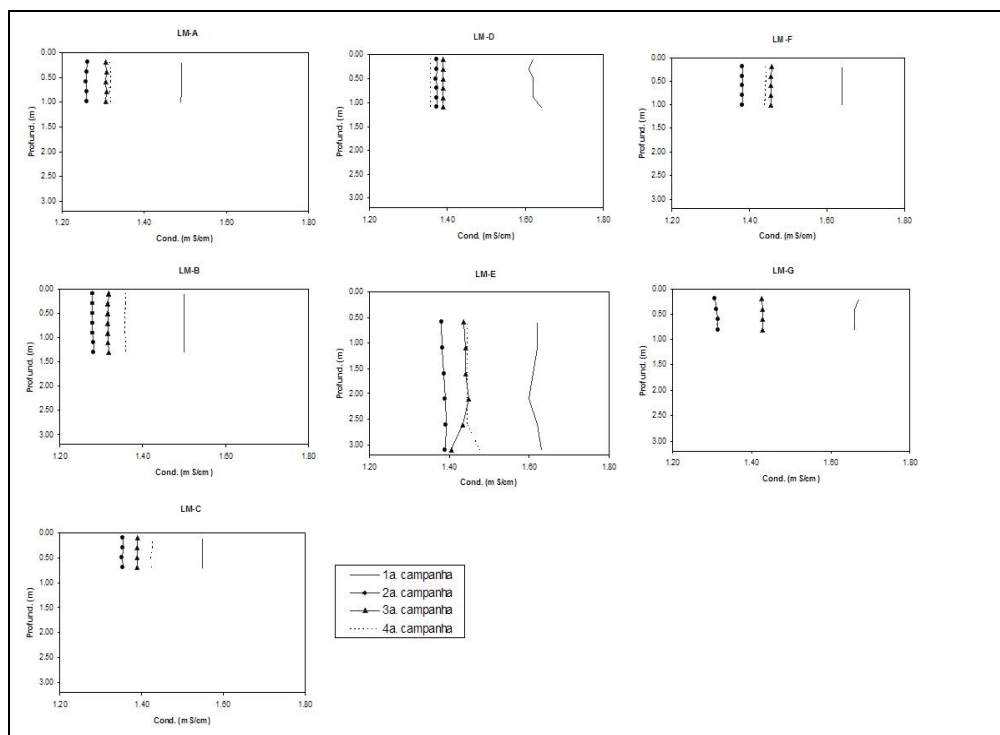 LM-A
0.00
0.50
1.00
1.50
2.00
2.50
3.00
Profund. (m)
1.20 1.40 1.60 1.80
Cond. (mS/cm)
LM-D
0.00
0.50
1.00
1.50
2.00
2.50
3.00
Profund. (m)
1.20 1.40 1.60 1.80
Cond. (mS/cm)
LM-F
0.00
0.50
1.00
1.50
2.00
2.50
3.00
Profund. (m)
1.20 1.40 1.60 1.80
Cond. (mS/cm)
LM-B
0.00
0.50
1.00
1.50
2.00
2.50
3.00
Profund. (m)
1.20 1.40 1.60 1.80
Cond. (mS/cm)
LM-E
0.00
0.50
1.00
1.50
2.00
2.50
3.00
Profund. (m)
1.20 1.40 1.60 1.80
Cond. (mS/cm)
LM-G
0.00
0.50
1.00
1.50
2.00
2.50
3.00
Profund. (m)
1.20 1.40 1.60 1.80
Cond. (mS/cm)
LM-C
0.00
0.50
1.00
1.50
2.00
2.50
3.00
Profund. (m)
1.20 1.40 1.60 1.80
Cond. (mS/cm)
1a. campanha
2a. campanha
3a. campanha
4a. campanha